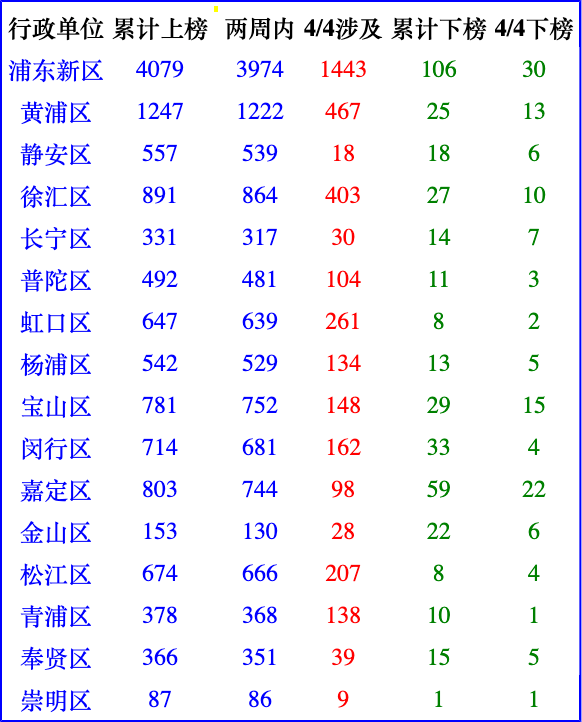 行政单位 累计上榜 两周内 4/4涉及 累计下榜 4/4下榜
浦东新区 4079 3974 1443 106 30
黄浦区 1247 1222 467 25 13
静安区 557 539 18 18 6
徐汇区 891 864 403 27 10
长宁区 331 317 30 14 7
普陀区 492 481 104 11 3
虹口区 647 639 261 8 2
杨浦区 542 529 134 13 5
宝山区 781 752 148 29 15
闵行区 714 681 162 33 4
嘉定区 803 744 98 59 22
金山区 153 130 28 22 6
松江区 674 666 207 8 4
青浦区 378 368 138 10 1
奉贤区 366 351 39 15 5
崇明区 87 86 9 1 1